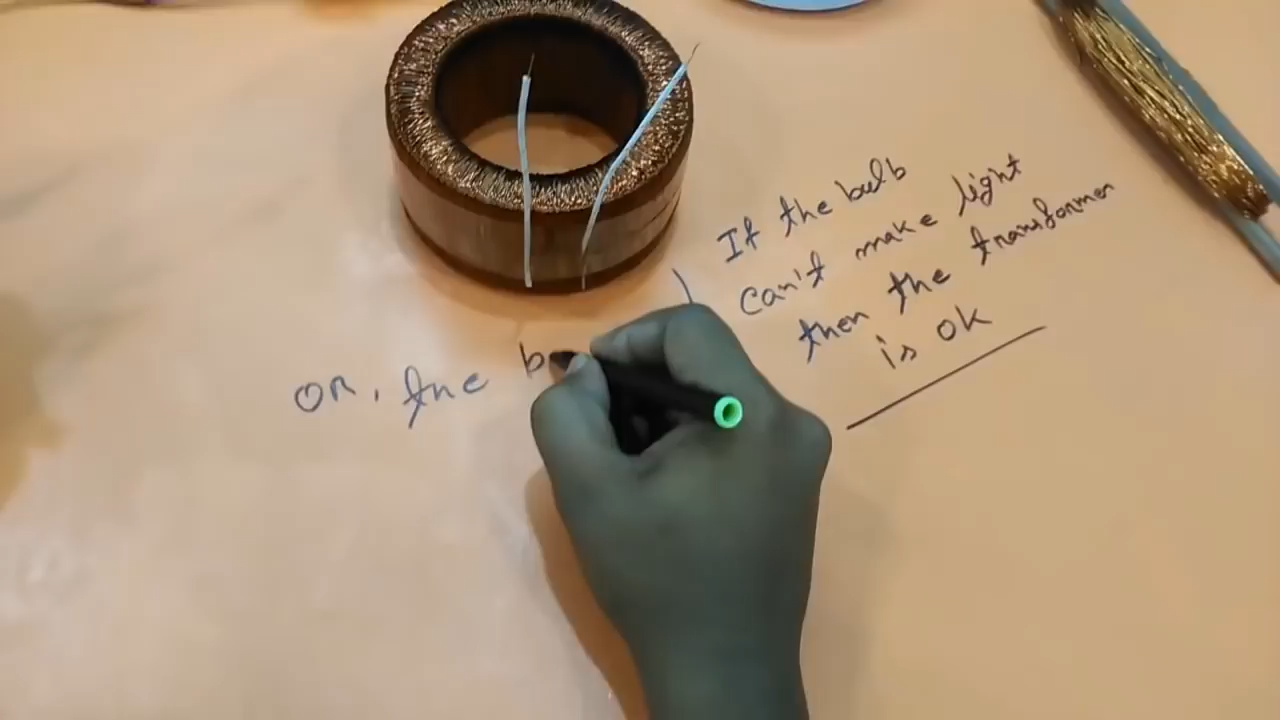 If the bulb
can't make light
then the transformer
is ok
OR, the b